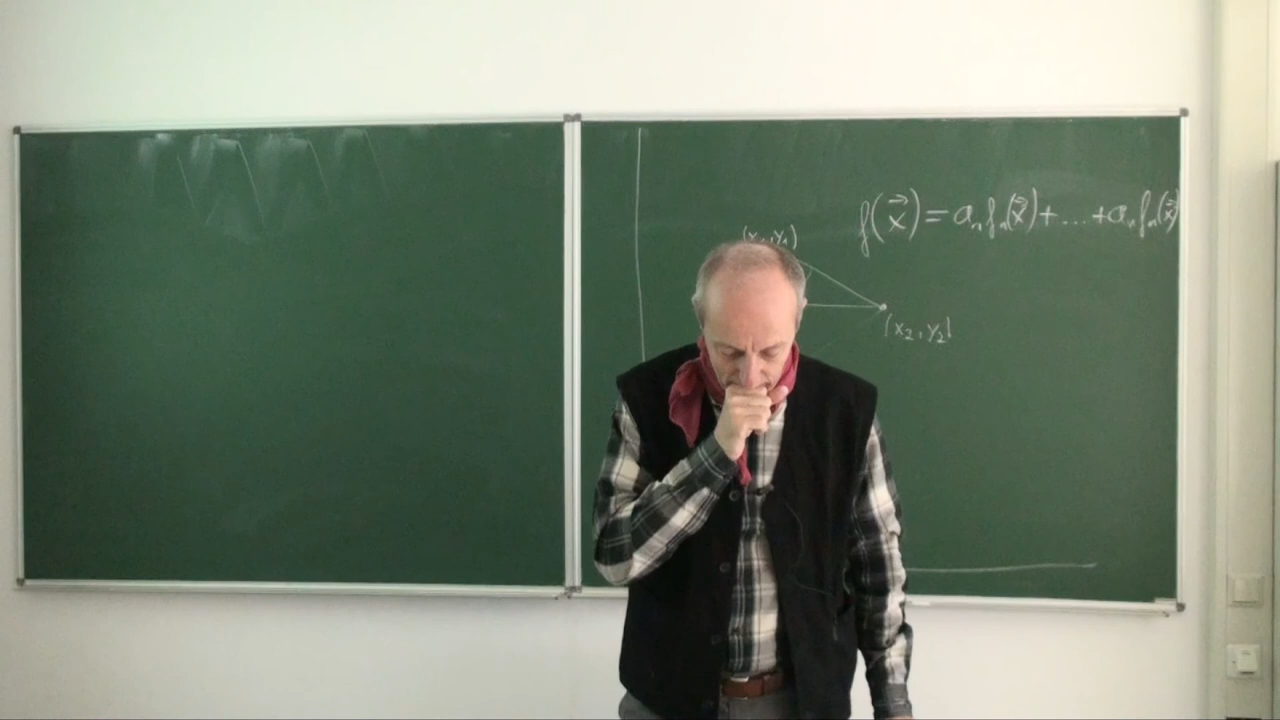 f(x⃗) = a₁f₁(x⃗) + ... + aₙfₙ(x⃗)
(x₁, y₁)
(x₂, y₂)